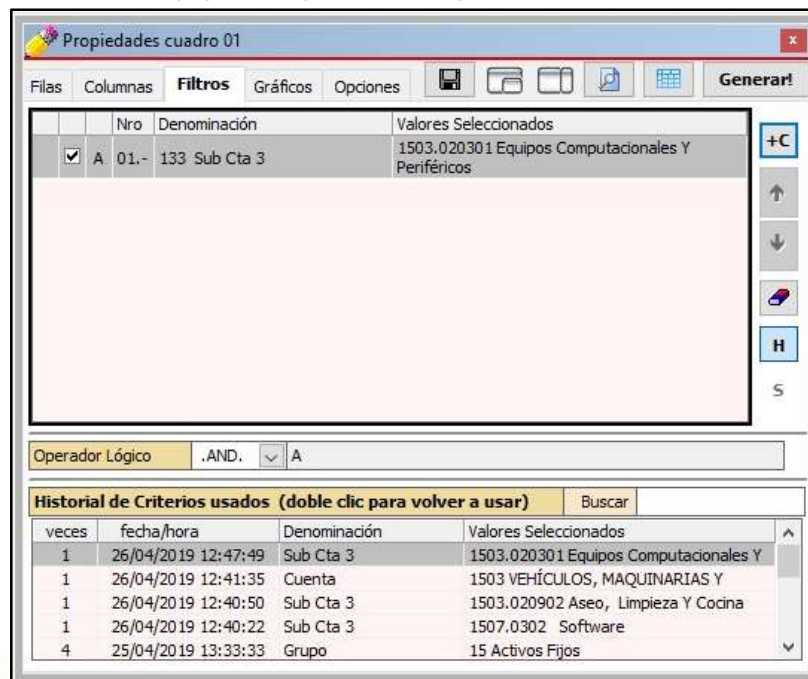 Propiedades cuadro 01
x
Filas Columnas Filtros Gráficos Opciones Generar!
Nro Denominación Valores Seleccionados
A 01.- 133 Sub Cta 3 1503.020301 Equipos Computacionales Y
Periféricos
+C
H
S
Operador Lógico .AND. A
Historial de Criterios usados (doble clic para volver a usar) Buscar
veces fecha/hora Denominación Valores Seleccionados
1 26/04/2019 12:47:49 Sub Cta 3 1503.020301 Equipos Computacionales Y
1 26/04/2019 12:41:35 Cuenta 1503 VEHÍCULOS, MAQUINARIAS Y
1 26/04/2019 12:40:50 Sub Cta 3 1503.020902 Aseo, Limpieza Y Cocina
1 26/04/2019 12:40:22 Sub Cta 3 1507.0302 Software
4 25/04/2019 13:33:33 Grupo 15 Activos Fijos